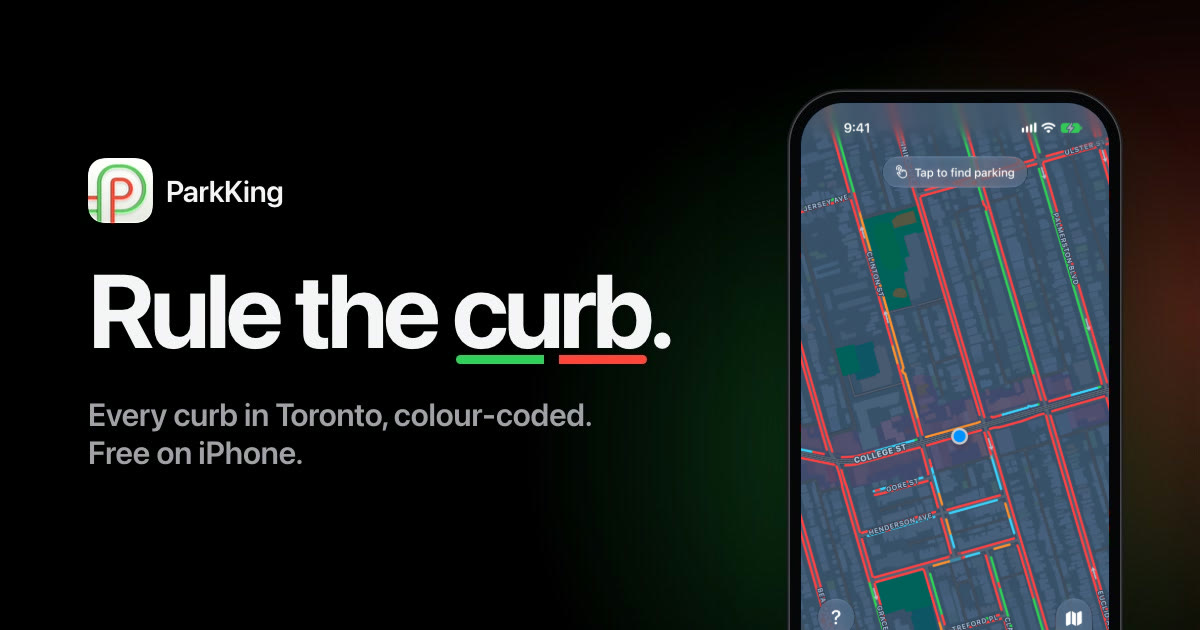 ParkKing
Rule the curb.
Every curb in Toronto, colour-coded.
Free on iPhone.
9:41
Tap to find parking
ULSTER
JERSEY AVE
PALMERSTON BLVD
CLINTON ST
COLLEGE ST
GORE ST
HENDERSON AVE
?